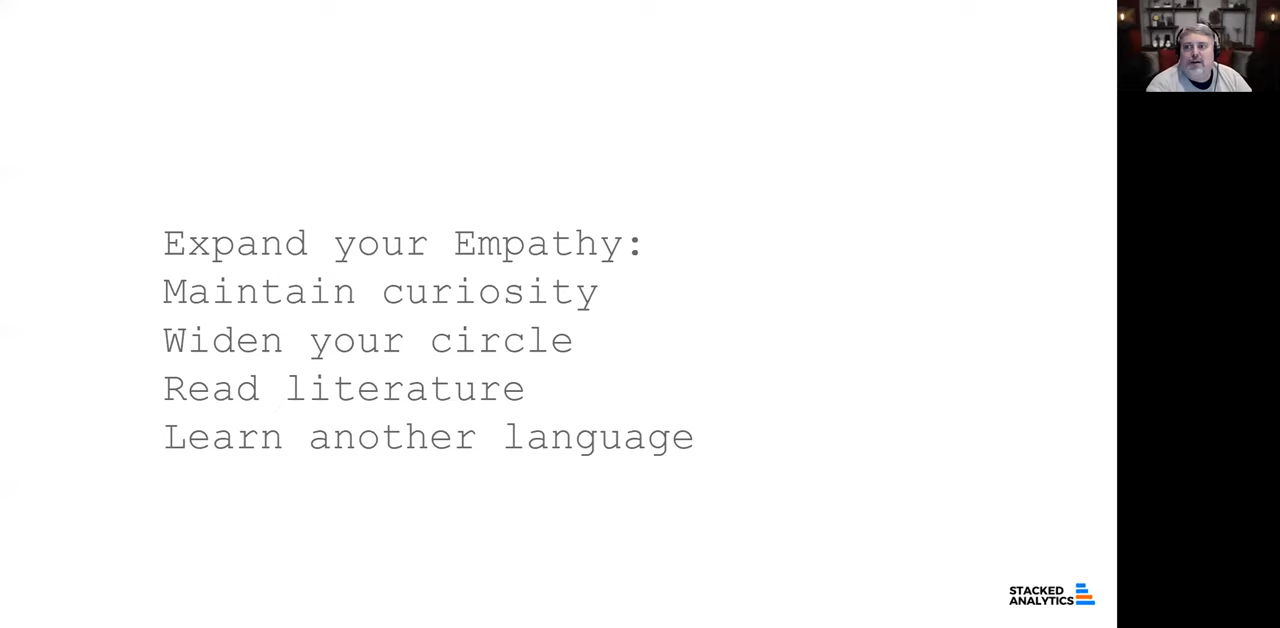 Expand your Empathy:
Maintain curiosity
Widen your circle
Read literature
Learn another language
STACKED
ANALYTICS